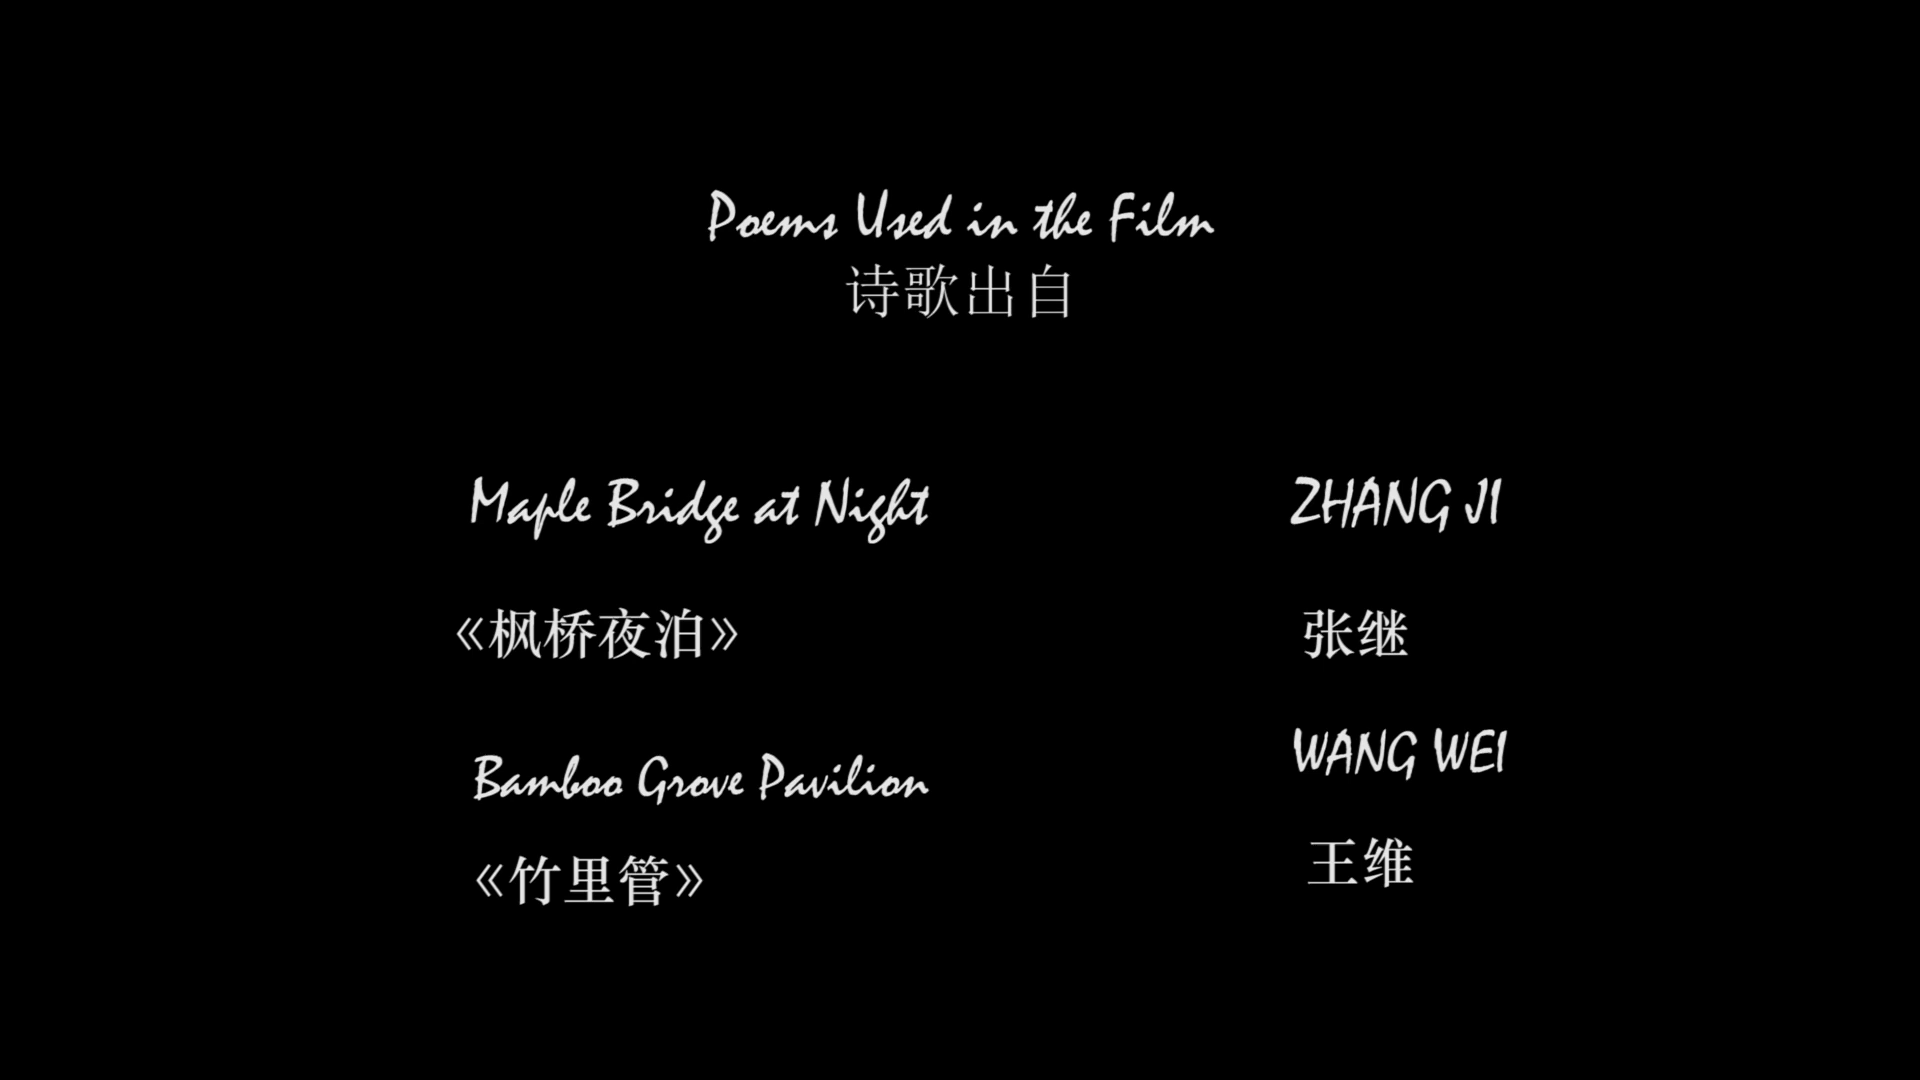 Poems Used in the Film
诗歌出自
Maple Bridge at Night
ZHANG JI
《枫桥夜泊》
张继
Bamboo Grove Pavilion
WANG WEI
《竹里管》
王维